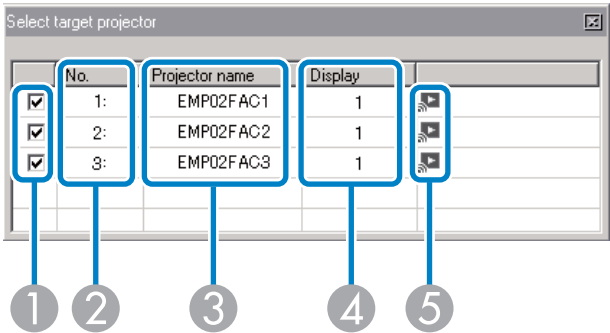 Select target projector
No. Projector name Display
1: EMP02FAC1 1
2: EMP02FAC2 1
3: EMP02FAC3 1
1 2 3 4 5